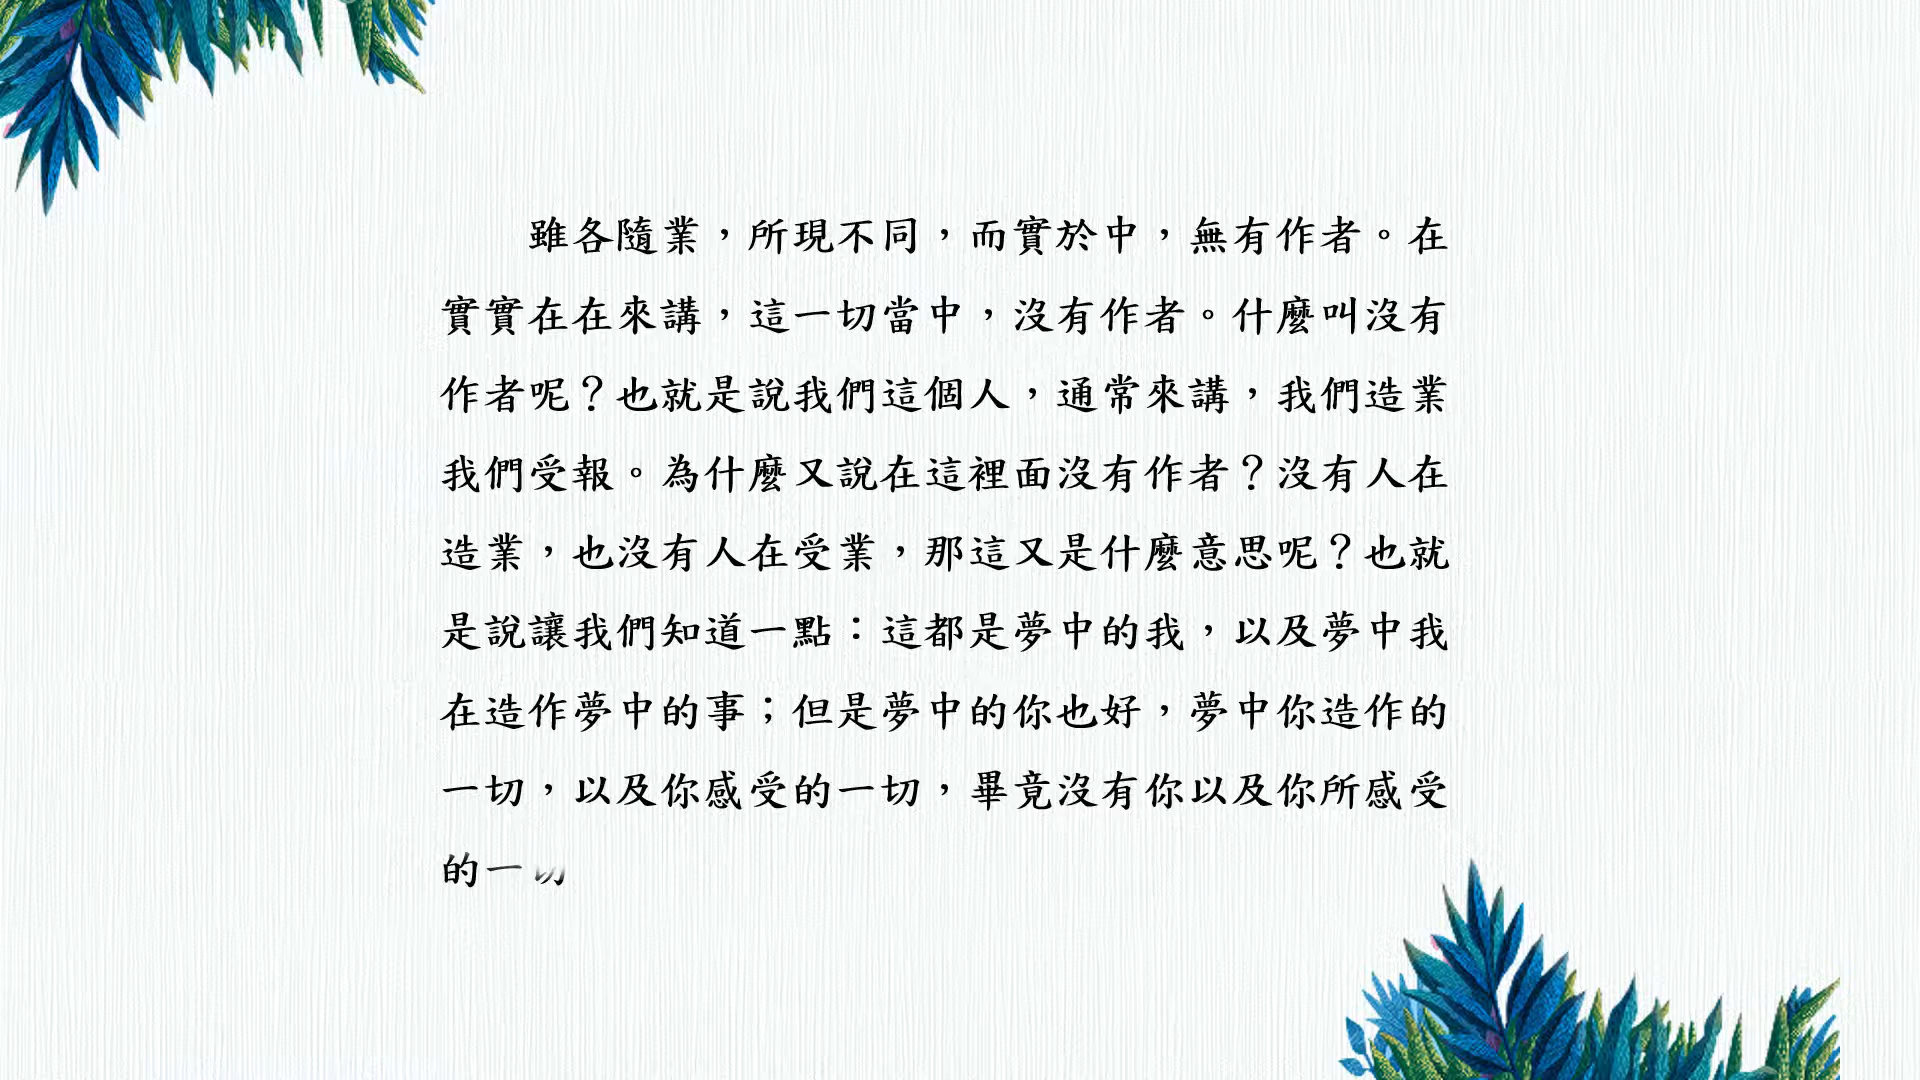 雖各隨業，所現不同，而實於中，無有作者。在
實實在在來講，這一切當中，沒有作者。什麼叫沒有
作者呢？也就是說我們這個人，通常來講，我們造業
我們受報。為什麼又說在這裡面沒有作者？沒有人在
造業，也沒有人在受業，那這又是什麼意思呢？也就
是說讓我們知道一點：這都是夢中的我，以及夢中我
在造作夢中的事；但是夢中的你也好，夢中你造作的
一切，以及你感受的一切，畢竟沒有你以及你所感受
的一切